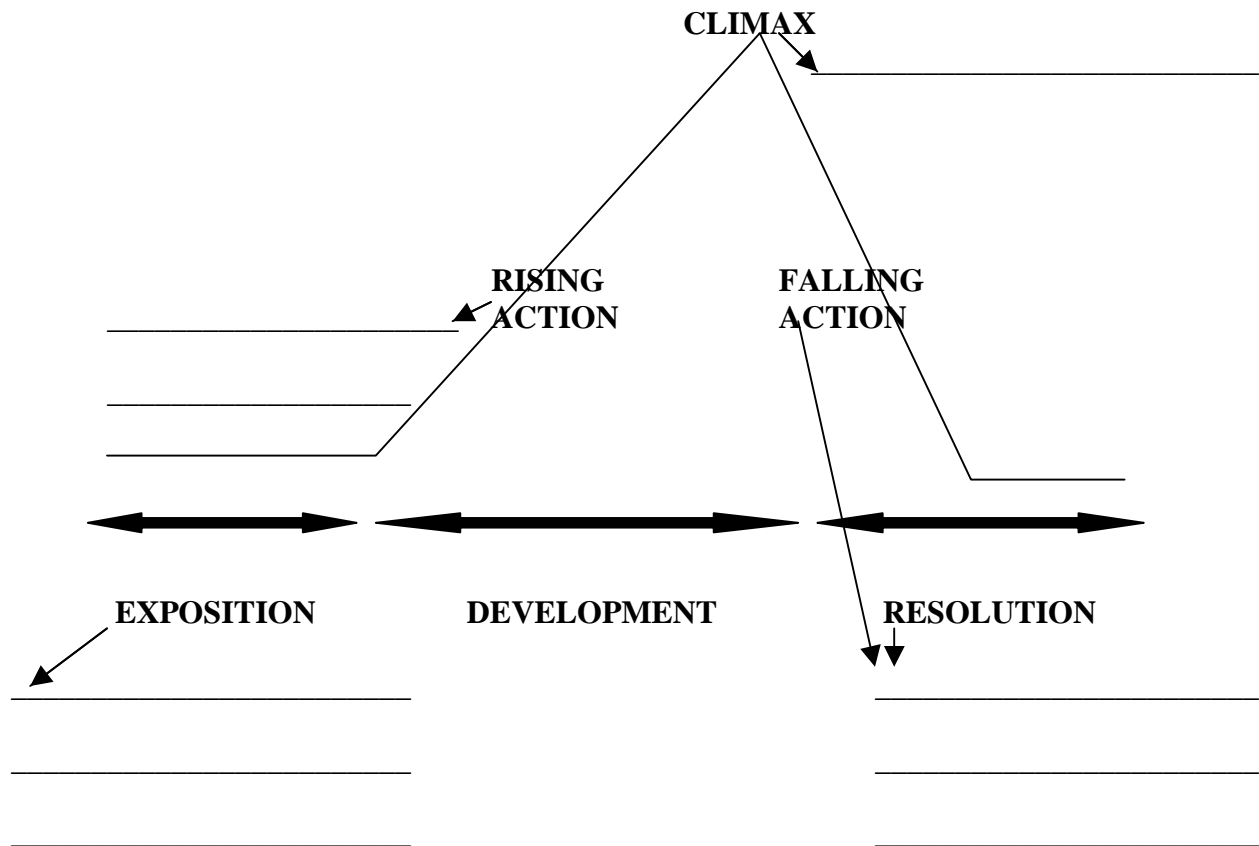 CLIMAX
RISING
ACTION
FALLING
ACTION
EXPOSITION
DEVELOPMENT
RESOLUTION